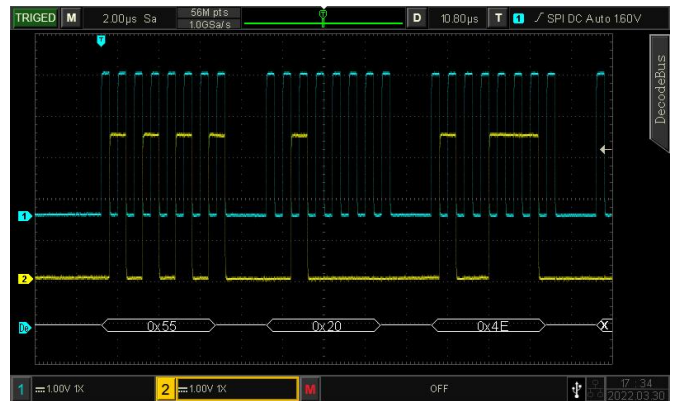 TRIGED M 2.00µs Sa 56M pts D 10.80µs T 1 SPI DC Auto 1.60V
1.0GSa/s
T
DecodeBus
1
2
De 0x55 0x20 0x4E X
1 1.00V 1X 2 1.00V 1X M OFF 17:34
2022.03.30